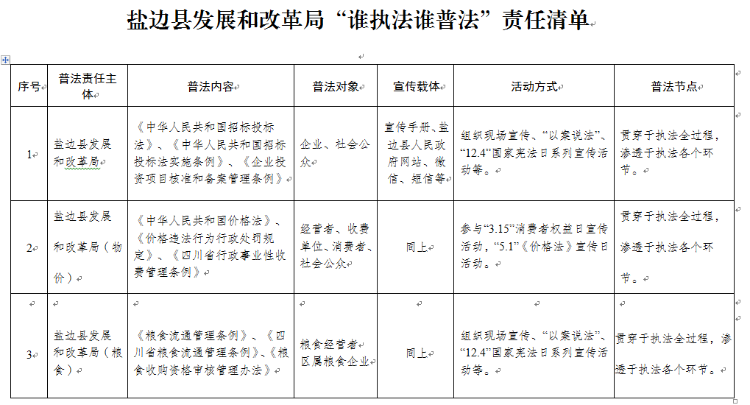 盐边县发展和改革局“谁执法谁普法”责任清单
序号
普法责任主
体
普法内容
普法对象
宣传载体
活动方式
普法节点
1
盐边县发展
和改革局
《中华人民共和国招标投标
法》、《中华人民共和国招标
投标法实施条例》、《企业投
资项目核准和备案管理条例》
企业、社会公
众
宣传手册、盐
边县人民政
府网站、微
信、短信等
组织现场宣传、“以案说法”、
“12.4”国家宪法日系列宣传活
动等。
贯穿于执法全过程，
渗透于执法各个环
节。
2
盐边县发展
和改革局（物
价）
《中华人民共和国价格法》、
《价格违法行为行政处罚规
定》、《四川省行政事业性收
费管理条例》
经营者、收费
单位、消费者、
社会公众
同上
参与“3.15”消费者权益日宣传
活动，“5.1”《价格法》宣传日
活动。
贯穿于执法全过程，
渗透于执法各个环
节。
3
盐边县发展
和改革局（粮
食）
《粮食流通管理条例》、《四
川省粮食流通管理条例》、《粮
食收购资格审核管理办法》
粮食经营者
区属粮食企业
同上
组织现场宣传、“以案说法”、
“12.4”国家宪法日系列宣传活
动等。
贯穿于执法全过程，渗
透于执法各个环节。